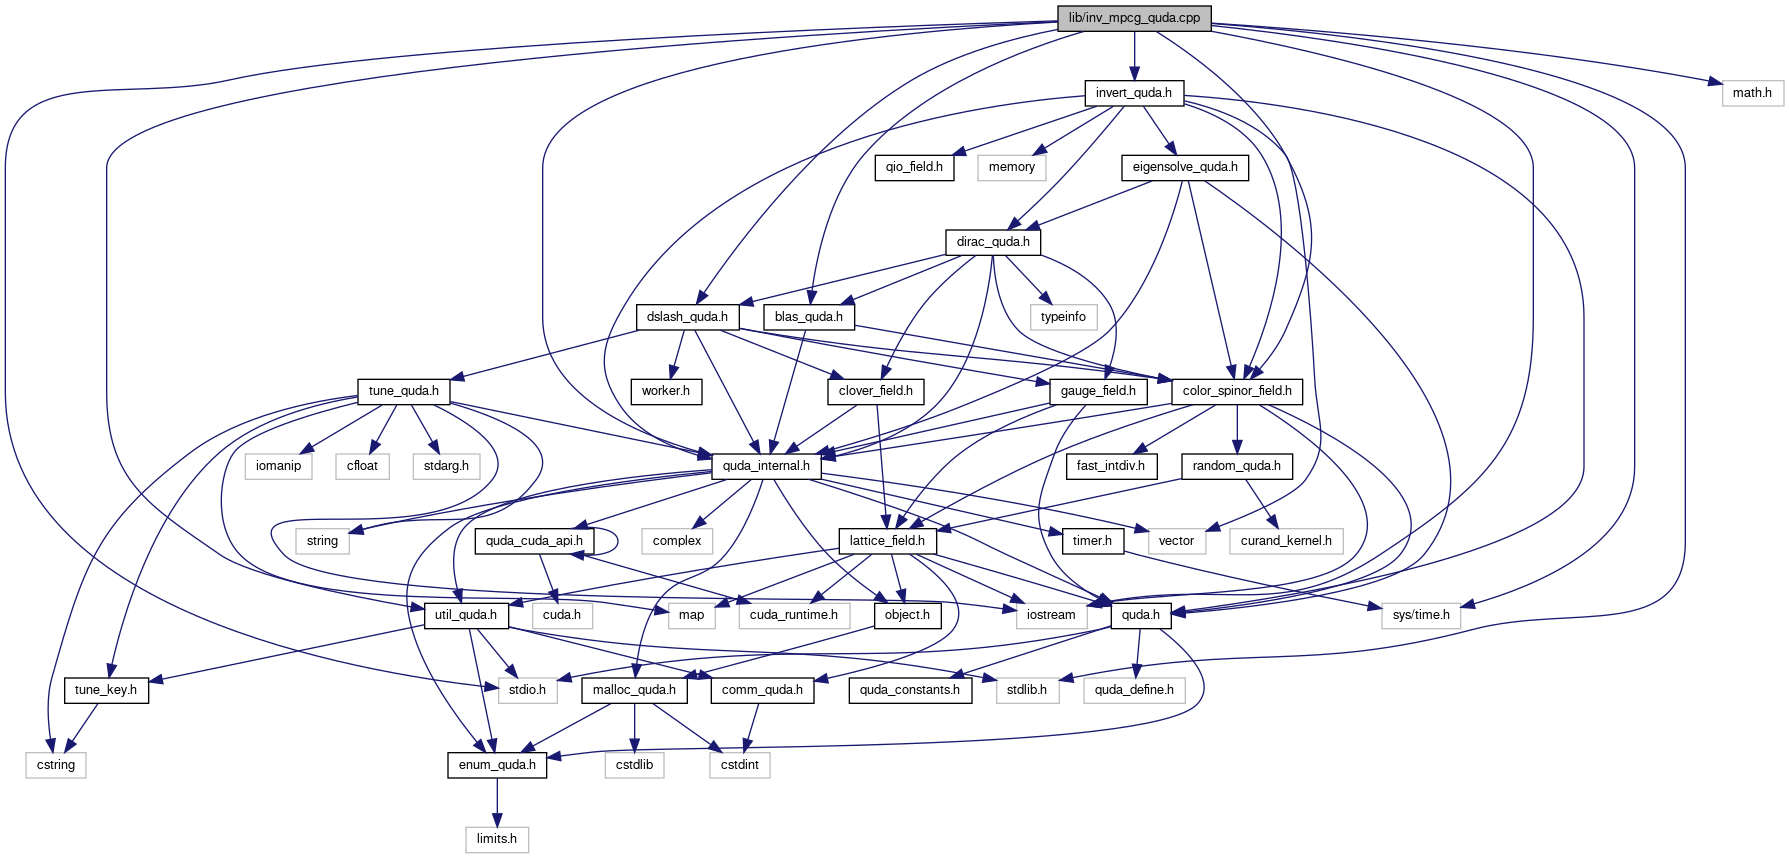 lib/inv_mpcg_quda.cpp
invert_quda.h
math.h
qio_field.h
memory
eigensolve_quda.h
dirac_quda.h
dslash_quda.h
blas_quda.h
typeinfo
tune_quda.h
worker.h
clover_field.h
gauge_field.h
color_spinor_field.h
iomanip
cfloat
stdarg.h
quda_internal.h
fast_intdiv.h
random_quda.h
string
quda_cuda_api.h
complex
lattice_field.h
timer.h
vector
curand_kernel.h
util_quda.h
cuda.h
map
cuda_runtime.h
object.h
iostream
quda.h
sys/time.h
tune_key.h
stdio.h
malloc_quda.h
comm_quda.h
quda_constants.h
stdlib.h
quda_define.h
cstring
enum_quda.h
cstdlib
cstdint
limits.h